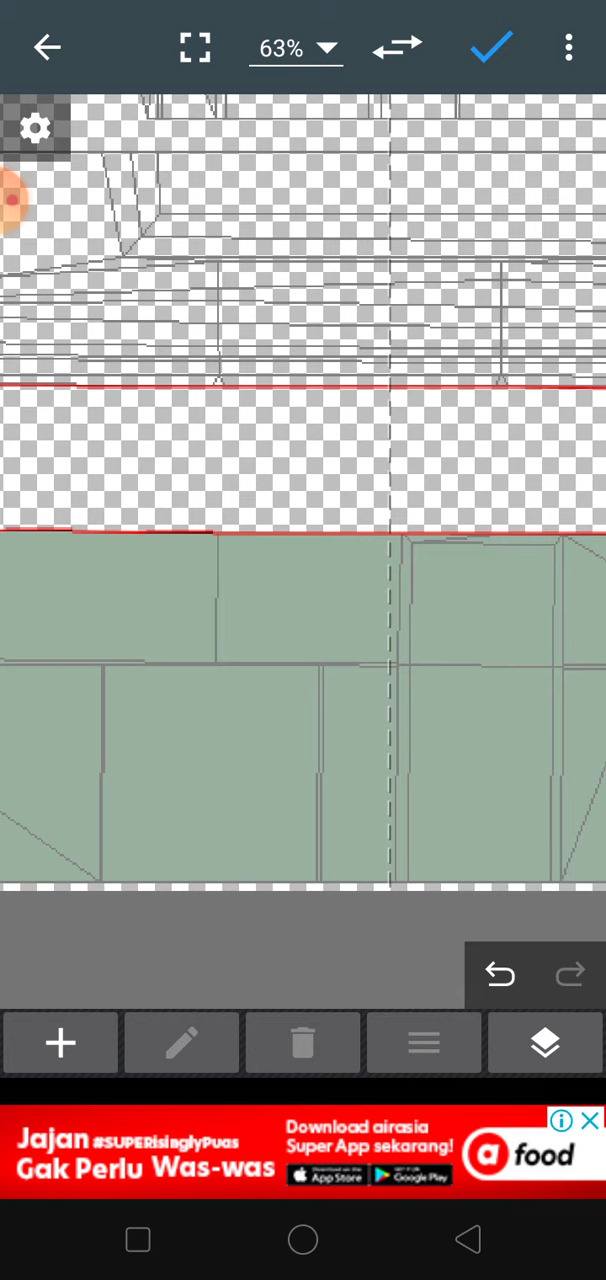 63%
Jajan #SUPERisinglyPuas
Gak Perlu Was-was
Download airasia
Super App sekarang!
App Store
Google Play
a food